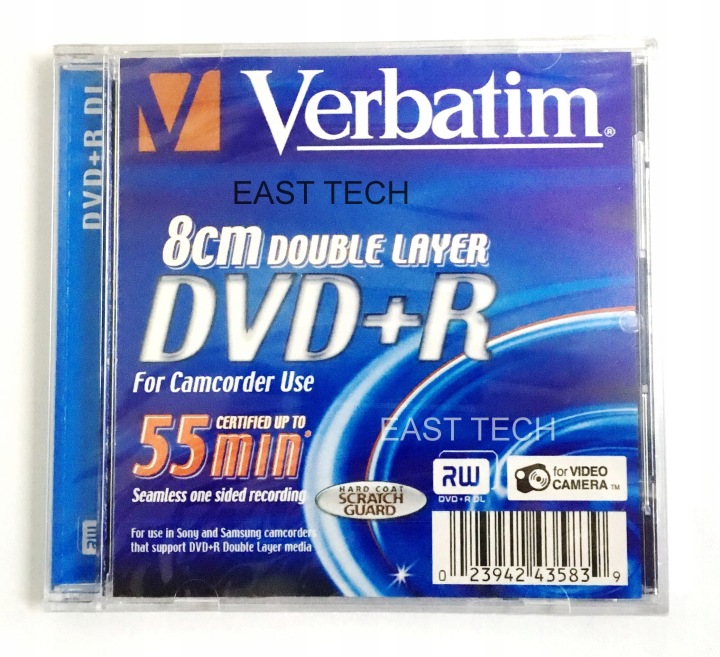 Verbatim®
EAST TECH
DVD+R DL
8cm DOUBLE LAYER
DVD+R
For Camcorder Use
CERTIFIED UP TO
55min*
Seamless one sided recording
EAST TECH
HARD COAT
SCRATCH
GUARD
RW
DVD+R DL
for VIDEO
CAMERA™
For use in Sony and Samsung camcorders
that support DVD+R Double Layer media
0 23942 43583 9
RW